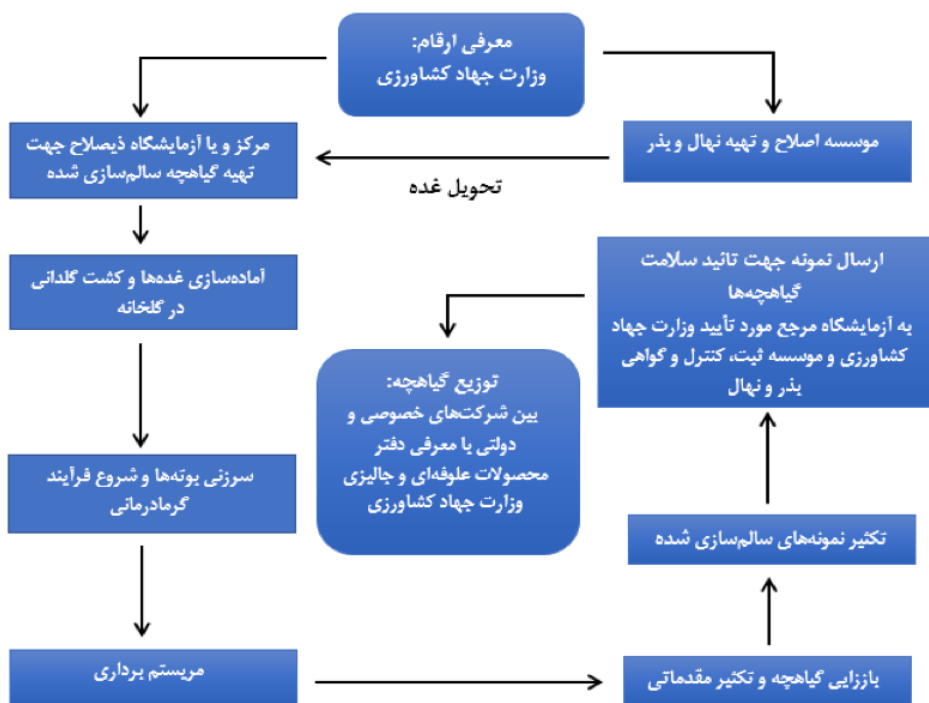 معرفی ارقام:
وزارت جهاد کشاورزی
موسسه اصلاح و تهیه نهال و بذر
تحویل غده
مرکز و یا آزمایشگاه ذیصلاح جهت
تهیه گیاهچه سالم‌سازی شده
آماده‌سازی غده‌ها و کشت گلدانی
در گلخانه
سرزنی بوته‌ها و شروع فرآیند
گرمادرمانی
مریستم برداری
باززایی گیاهچه و تکثیر مقدماتی
تکثیر نمونه‌های سالم‌سازی شده
ارسال نمونه جهت تائید سلامت
گیاهچه‌ها
به آزمایشگاه مرجع مورد تأیید وزارت جهاد
کشاورزی و موسسه ثبت، کنترل و گواهی
بذر و نهال
توزیع گیاهچه:
بین شرکت‌های خصوصی و
دولتی با معرفی دفتر
محصولات علوفه‌ای و جالیزی
وزارت جهاد کشاورزی